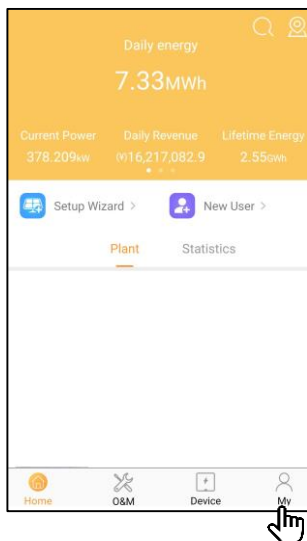 Daily energy
7.33MWh
Current Power Daily Revenue Lifetime Energy
378.209kW (¥)16,217,082.9 2.55GWh
Setup Wizard > New User >
Plant Statistics
Home O&M Device My